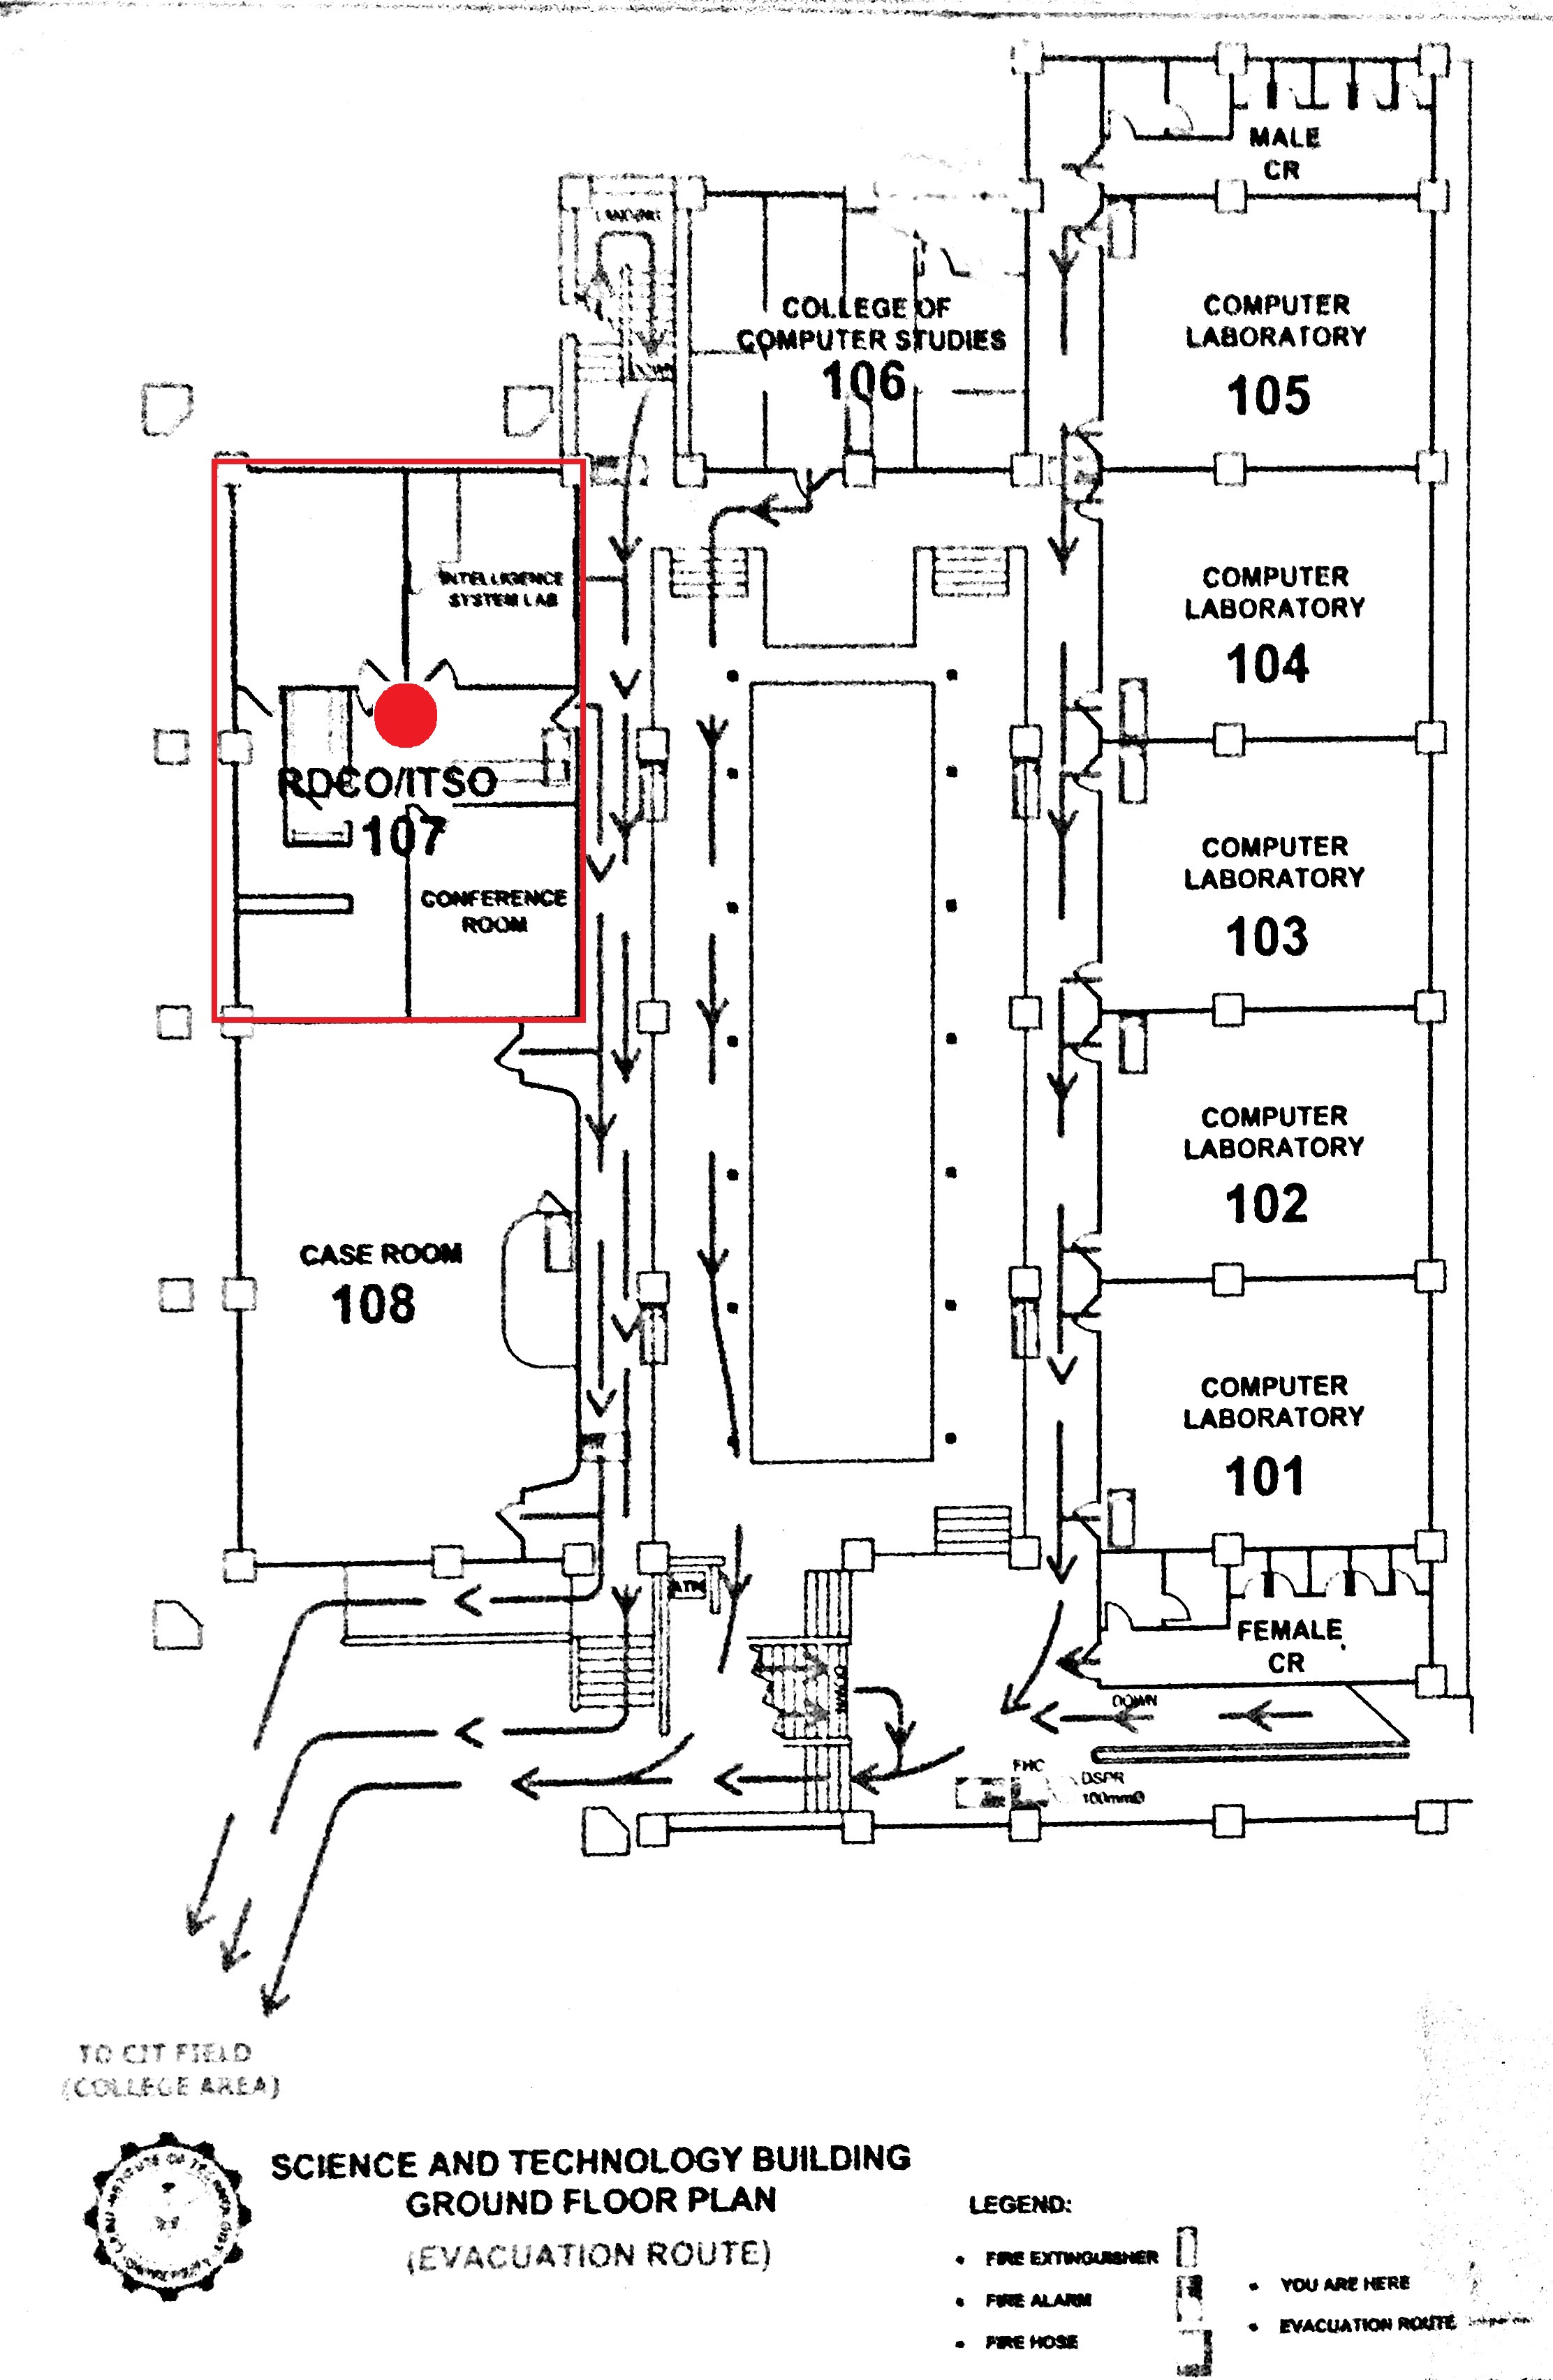 MALE
CR
COLLEGE OF
COMPUTER STUDIES
106
COMPUTER
LABORATORY
105
INTELLIGENCE
SYSTEM LAB
COMPUTER
LABORATORY
104
RDCO/ITSO
107
CONFERENCE
ROOM
COMPUTER
LABORATORY
103
COMPUTER
LABORATORY
102
CASE ROOM
108
COMPUTER
LABORATORY
101
ATM
FEMALE
CR
DOWN
DOWN
FHC
DSPR
100mmØ
TO CIT FIELD
(COLLEGE AREA)
SCIENCE AND TECHNOLOGY BUILDING
GROUND FLOOR PLAN
(EVACUATION ROUTE)
LEGEND:
• FIRE EXTINGUISHER
• FIRE ALARM
• FIRE HOSE
• YOU ARE HERE
• EVACUATION ROUTE